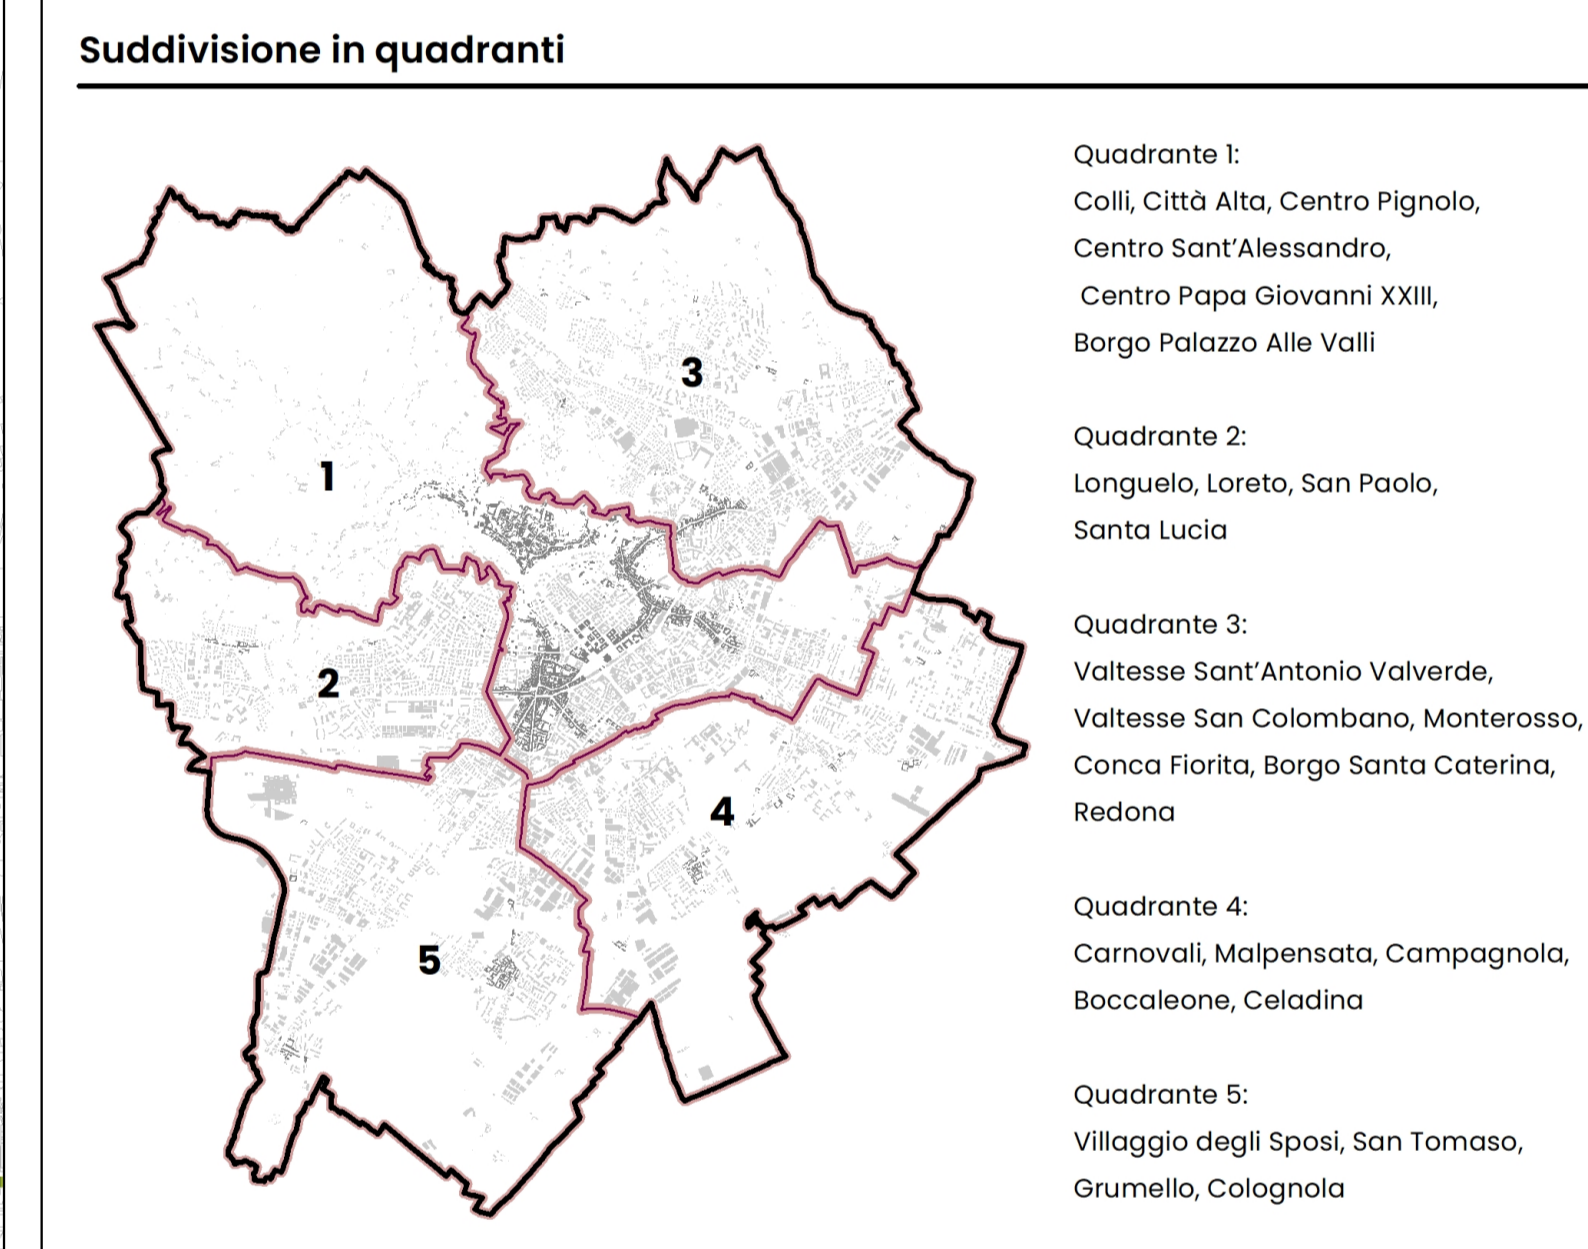 Suddivisione in quadranti
1
2
3
4
5
Quadrante 1:
Colli, Città Alta, Centro Pignolo,
Centro Sant'Alessandro,
Centro Papa Giovanni XXIII,
Borgo Palazzo Alle Valli
Quadrante 2:
Longuelo, Loreto, San Paolo,
Santa Lucia
Quadrante 3:
Valtesse Sant'Antonio Valverde,
Valtesse San Colombano, Monterosso,
Conca Fiorita, Borgo Santa Caterina,
Redona
Quadrante 4:
Carnovali, Malpensata, Campagnola,
Boccaleone, Celadina
Quadrante 5:
Villaggio degli Sposi, San Tomaso,
Grumello, Colognola